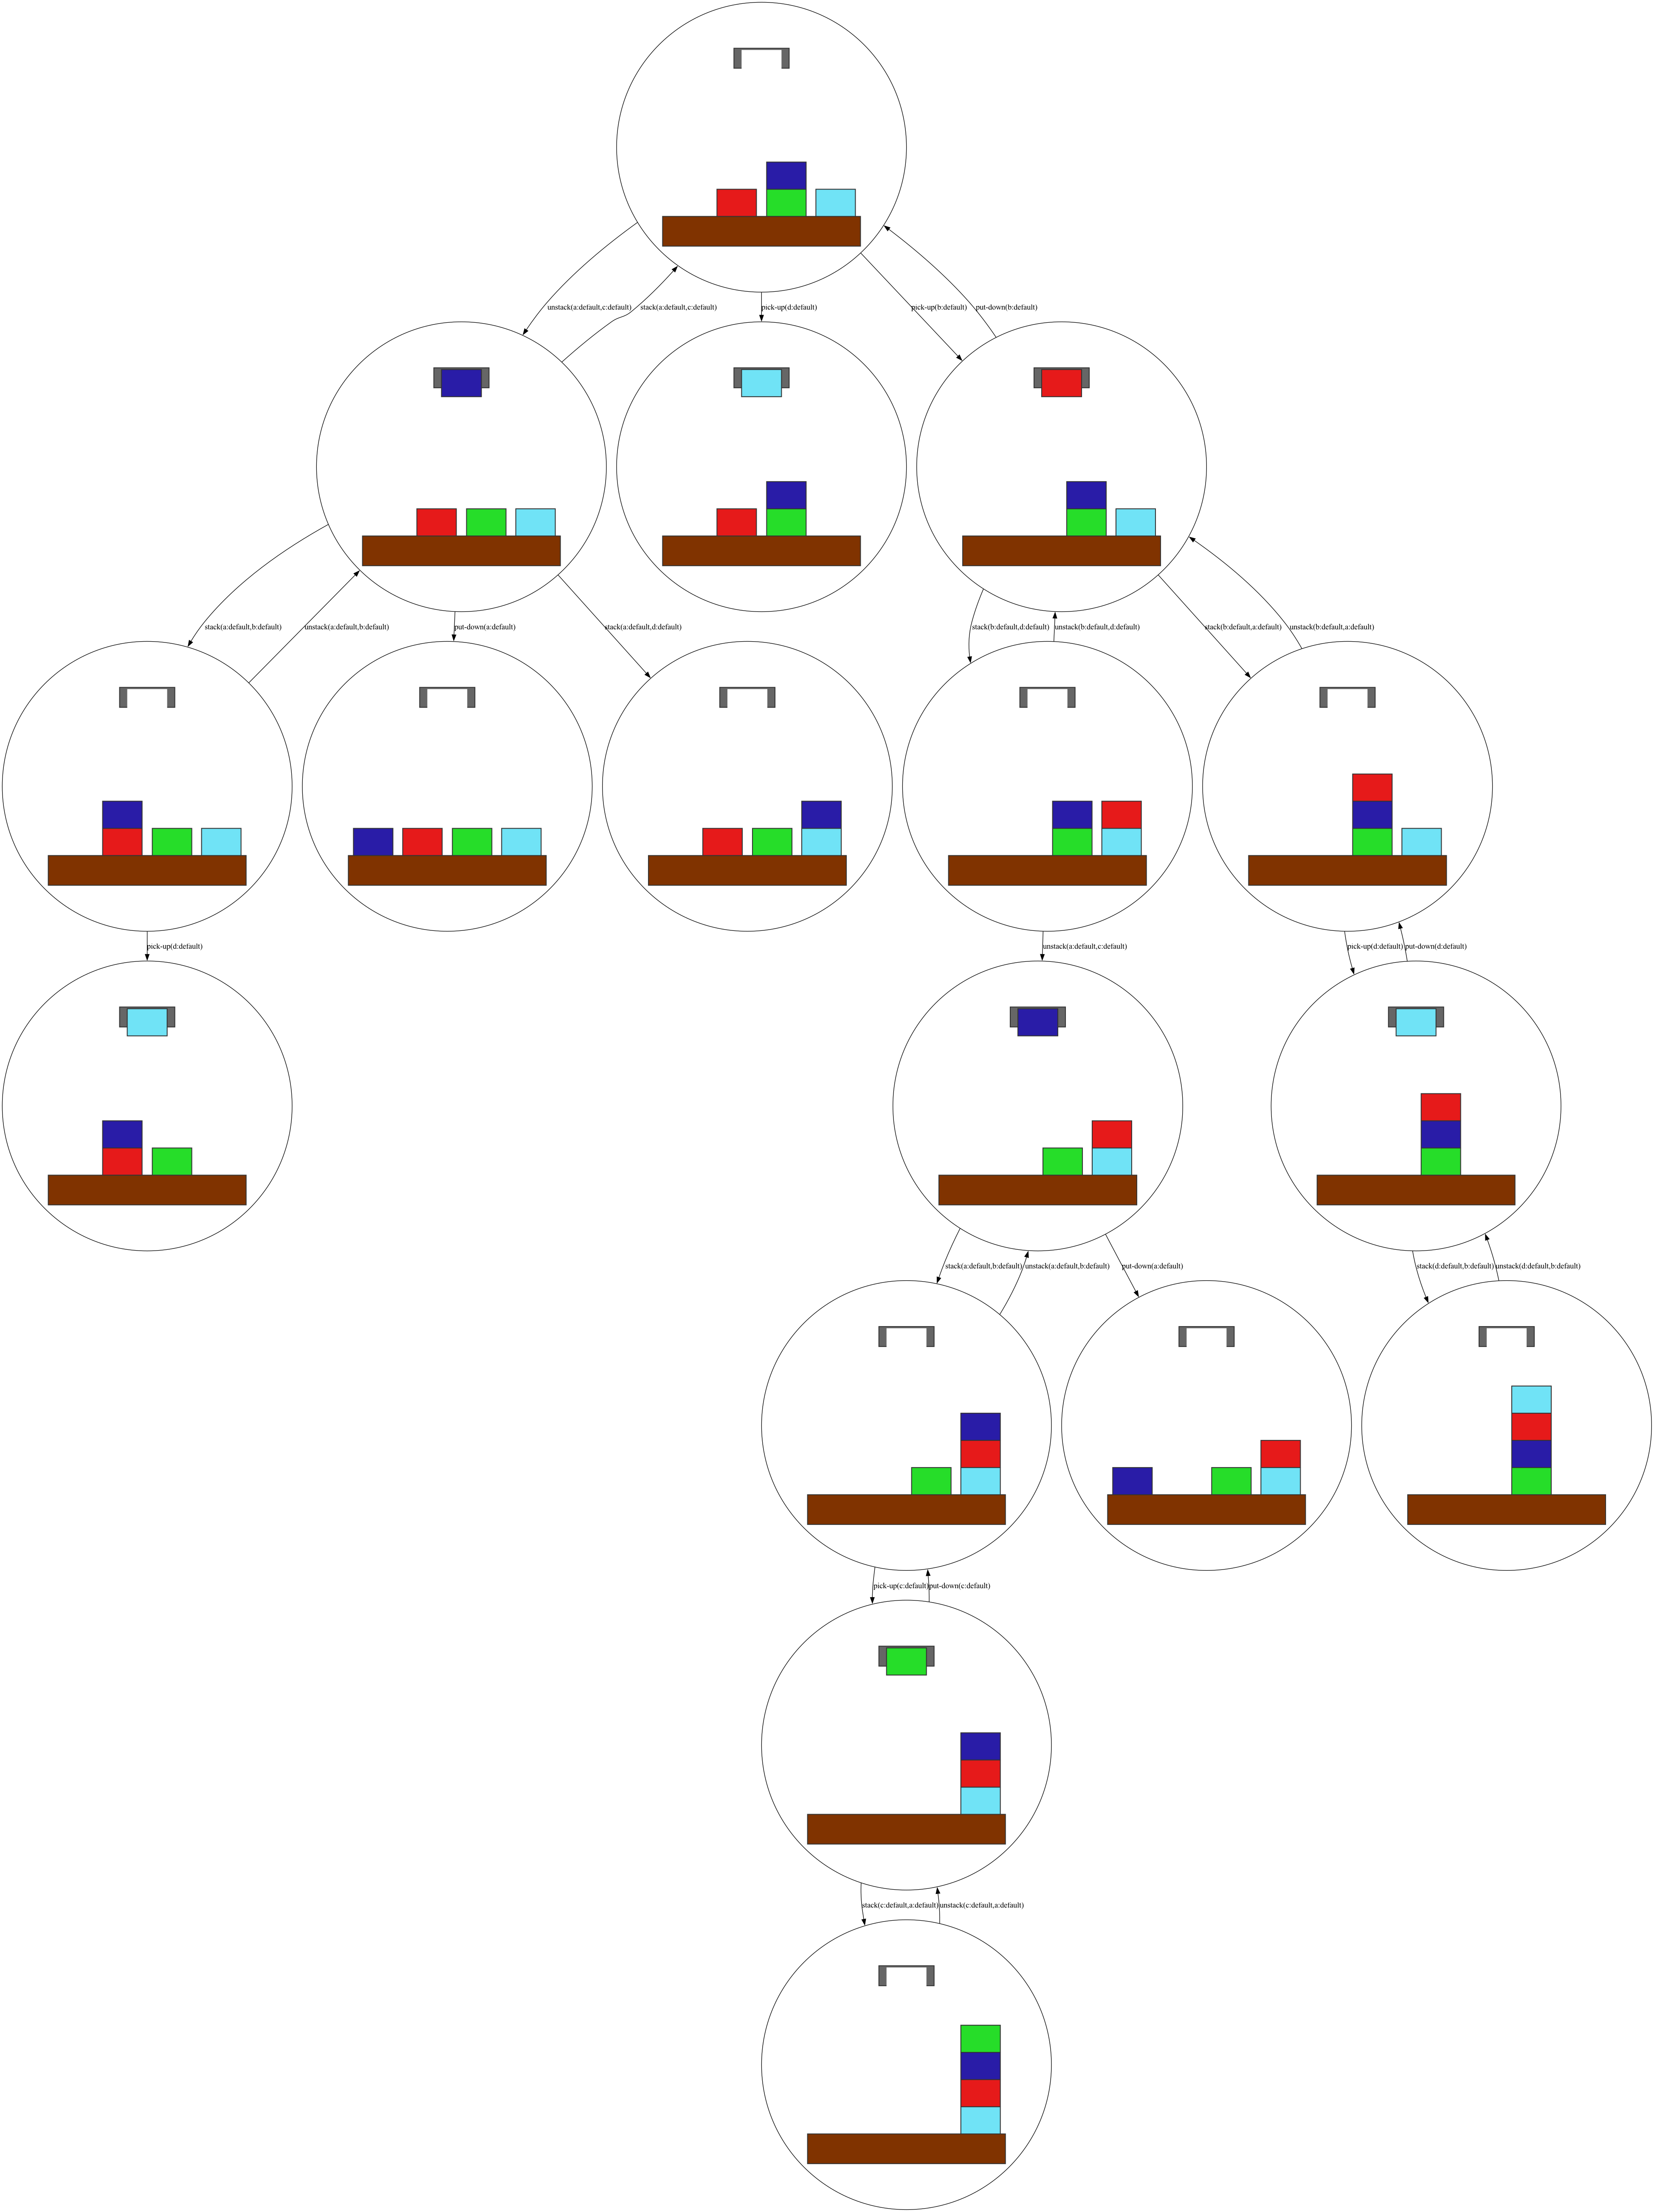 unstack(a:default,c:default)
stack(a:default,c:default)
pick-up(d:default)
pick-up(b:default)
put-down(b:default)
stack(a:default,b:default)
unstack(a:default,b:default)
put-down(a:default)
stack(a:default,d:default)
stack(b:default,d:default)
unstack(b:default,d:default)
stack(b:default,a:default)
unstack(b:default,a:default)
pick-up(d:default)
unstack(a:default,c:default)
pick-up(d:default)
put-down(d:default)
stack(a:default,b:default)
unstack(a:default,b:default)
put-down(a:default)
stack(d:default,b:default)
unstack(d:default,b:default)
pick-up(c:default)
put-down(c:default)
stack(c:default,a:default)
unstack(c:default,a:default)